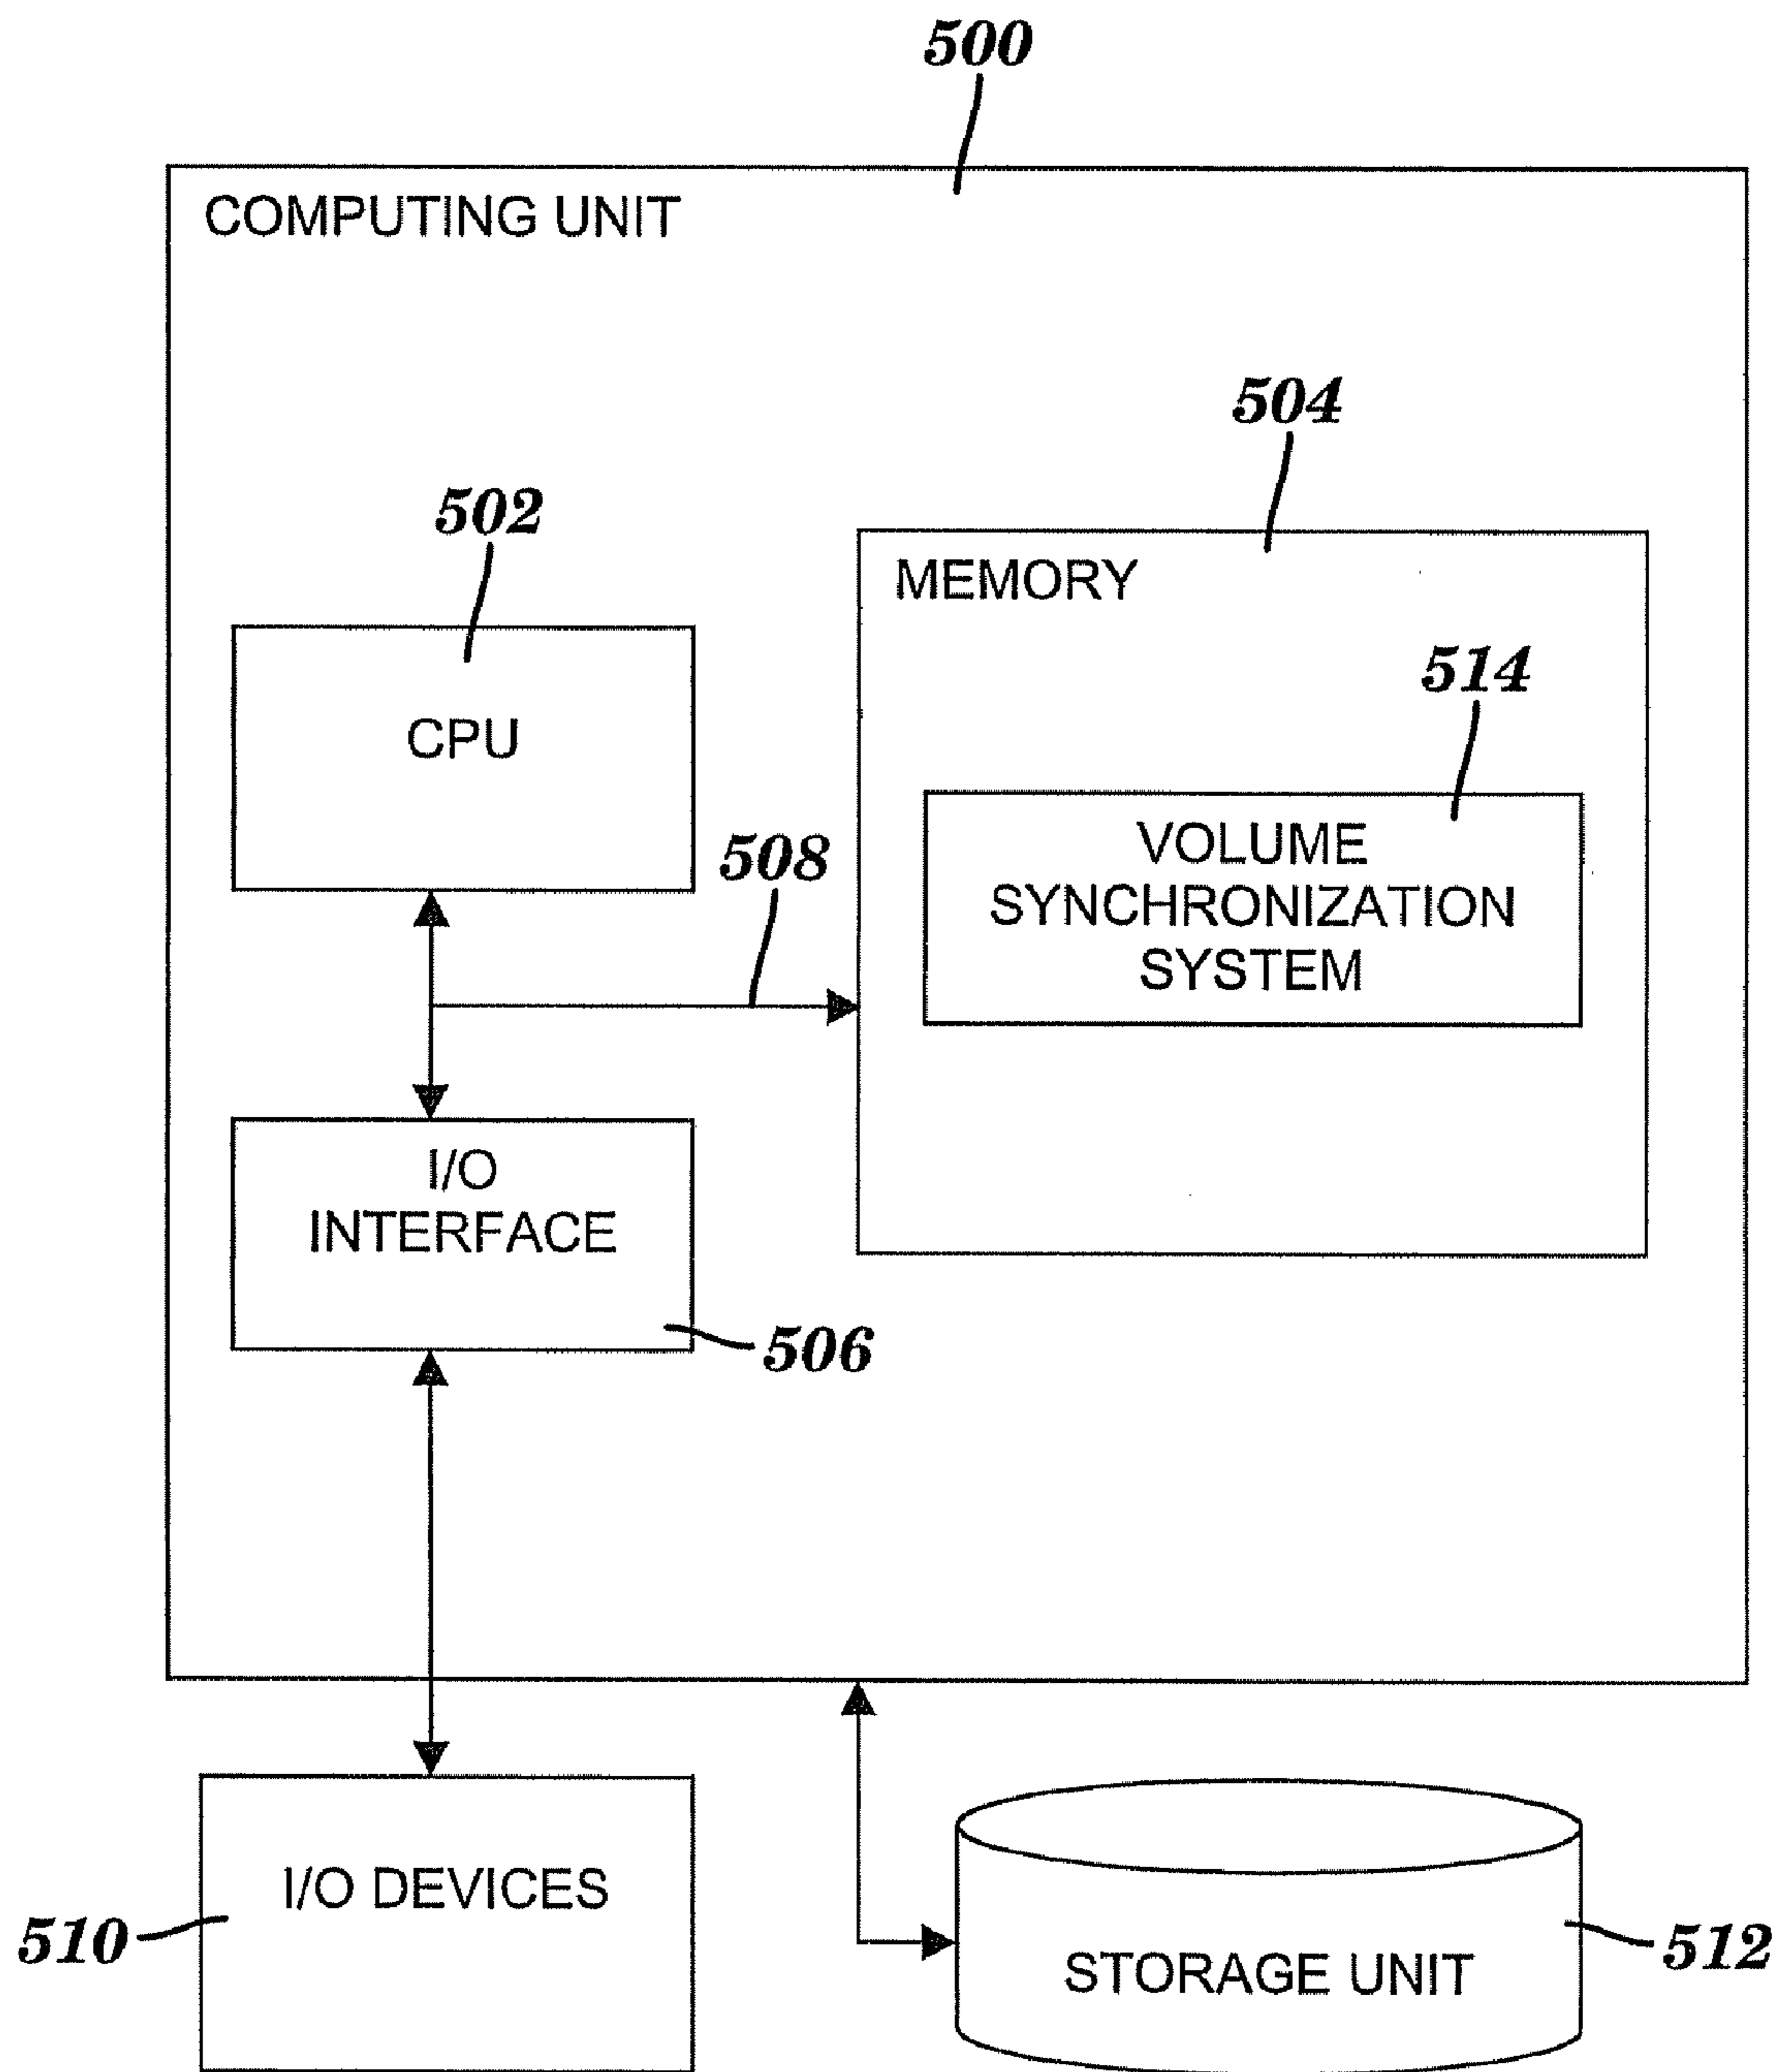 500
COMPUTING UNIT
504
502
MEMORY
514
CPU
VOLUME
SYNCHRONIZATION
SYSTEM
508
I/O
INTERFACE
506
I/O DEVICES
510
STORAGE UNIT
512